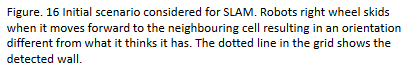 Figure. 16 Initial scenario considered for SLAM. Robots right wheel skids
when it moves forward to the neighbouring cell resulting in an orientation
different from what it thinks it has. The dotted line in the grid shows the
detected wall.